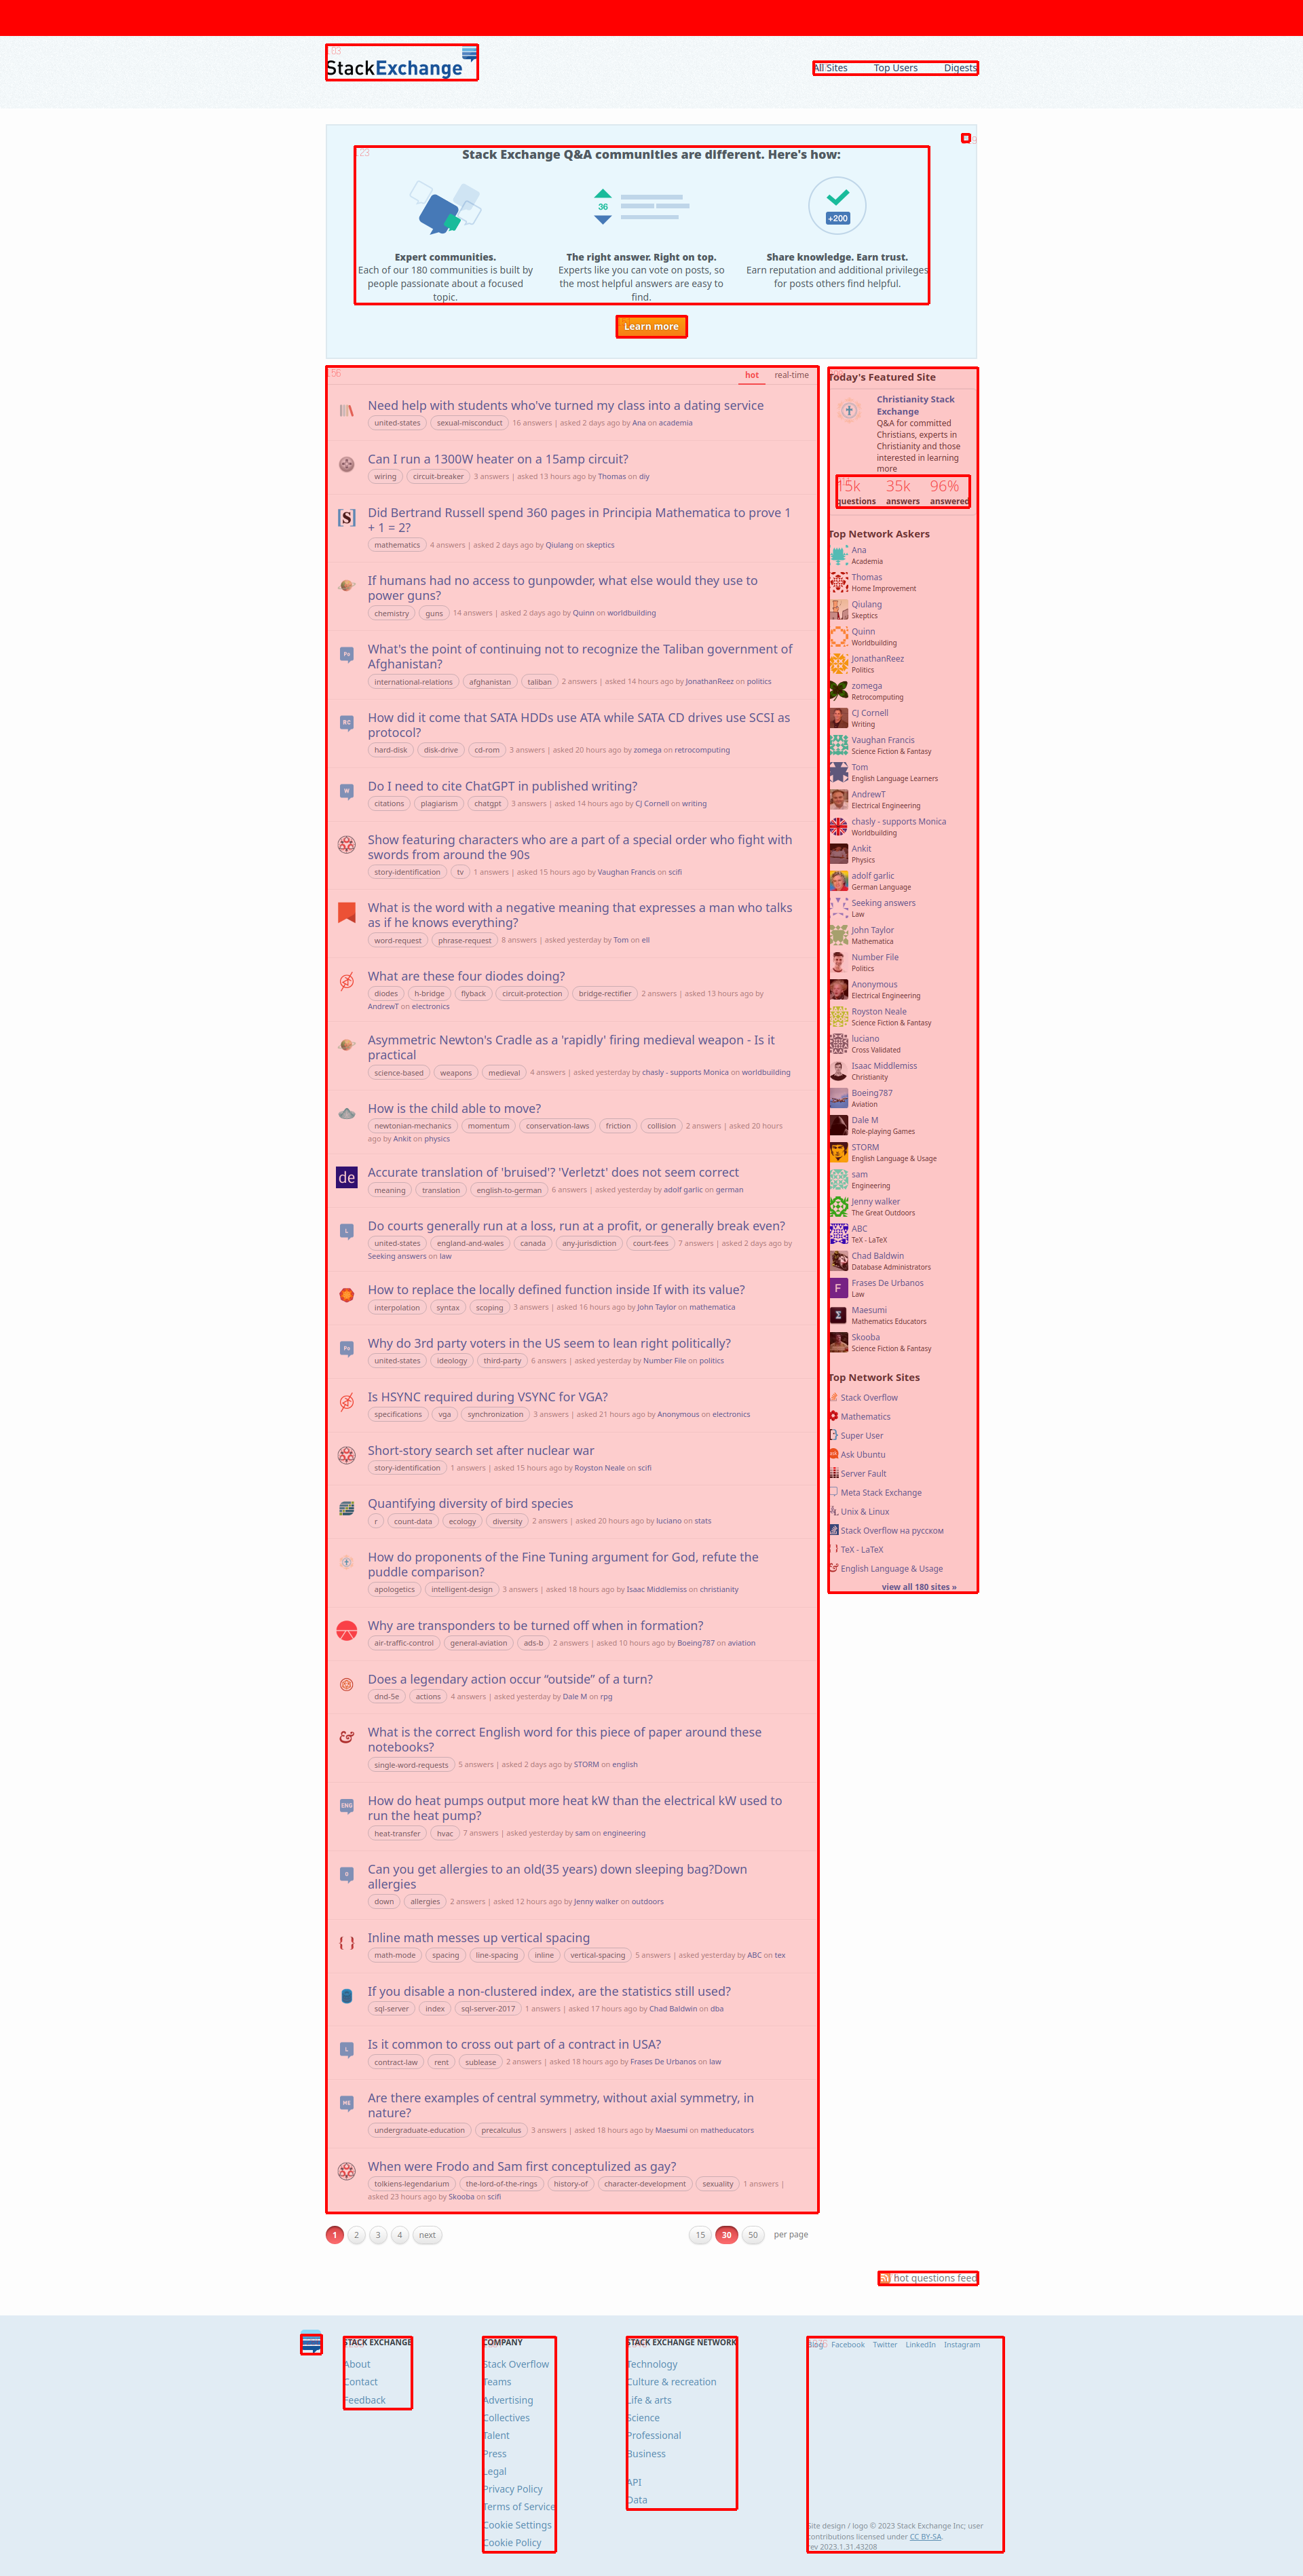 StackExchange
All Sites Top Users Digests
Stack Exchange Q&A communities are different. Here's how:
36
+200
Expert communities.
Each of our 180 communities is built by
people passionate about a focused
topic.
The right answer. Right on top.
Experts like you can vote on posts, so
the most helpful answers are easy to
find.
Share knowledge. Earn trust.
Earn reputation and additional privileges
for posts others find helpful.
Learn more
hot real-time
Need help with students who've turned my class into a dating service
united-states sexual-misconduct 16 answers | asked 2 days ago by Ana on academia
Can I run a 1300W heater on a 15amp circuit?
wiring circuit-breaker 3 answers | asked 13 hours ago by Thomas on diy
Did Bertrand Russell spend 360 pages in Principia Mathematica to prove 1
+ 1 = 2?
mathematics 4 answers | asked 2 days ago by Qiulang on skeptics
If humans had no access to gunpowder, what else would they use to
power guns?
chemistry guns 14 answers | asked 2 days ago by Quinn on worldbuilding
What's the point of continuing not to recognize the Taliban government of
Afghanistan?
international-relations afghanistan taliban 2 answers | asked 14 hours ago by JonathanReez on politics
How did it come that SATA HDDs use ATA while SATA CD drives use SCSI as
protocol?
hard-disk disk-drive cd-rom 3 answers | asked 20 hours ago by zomega on retrocomputing
Do I need to cite ChatGPT in published writing?
citations plagiarism chatgpt 3 answers | asked 14 hours ago by CJ Cornell on writing
Show featuring characters who are a part of a special order who fight with
swords from around the 90s
story-identification tv 1 answers | asked 15 hours ago by Vaughan Francis on scifi
What is the word with a negative meaning that expresses a man who talks
as if he knows everything?
word-request phrase-request 8 answers | asked yesterday by Tom on ell
What are these four diodes doing?
diodes h-bridge flyback circuit-protection bridge-rectifier 2 answers | asked 13 hours ago by
AndrewT on electronics
Asymmetric Newton's Cradle as a 'rapidly' firing medieval weapon - Is it
practical
science-based weapons medieval 4 answers | asked yesterday by chasly - supports Monica on worldbuilding
How is the child able to move?
newtonian-mechanics momentum conservation-laws friction collision 2 answers | asked 20 hours
ago by Ankit on physics
Accurate translation of 'bruised'? 'Verletzt' does not seem correct
meaning translation english-to-german 6 answers | asked yesterday by adolf garlic on german
Do courts generally run at a loss, run at a profit, or generally break even?
united-states england-and-wales canada any-jurisdiction court-fees 7 answers | asked 2 days ago by
Seeking answers on law
How to replace the locally defined function inside If with its value?
interpolation syntax scoping 3 answers | asked 16 hours ago by John Taylor on mathematica
Why do 3rd party voters in the US seem to lean right politically?
united-states ideology third-party 6 answers | asked yesterday by Number File on politics
Is HSYNC required during VSYNC for VGA?
specifications vga synchronization 3 answers | asked 21 hours ago by Anonymous on electronics
Short-story search set after nuclear war
story-identification 1 answers | asked 15 hours ago by Royston Neale on scifi
Quantifying diversity of bird species
r count-data ecology diversity 2 answers | asked 20 hours ago by luciano on stats
How do proponents of the Fine Tuning argument for God, refute the
puddle comparison?
apologetics intelligent-design 3 answers | asked 18 hours ago by Isaac Middlemiss on christianity
Why are transponders to be turned off when in formation?
air-traffic-control general-aviation ads-b 2 answers | asked 10 hours ago by Boeing787 on aviation
Does a legendary action occur “outside” of a turn?
dnd-5e actions 4 answers | asked yesterday by Dale M on rpg
What is the correct English word for this piece of paper around these
notebooks?
single-word-requests 5 answers | asked 2 days ago by STORM on english
How do heat pumps output more heat kW than the electrical kW used to
run the heat pump?
heat-transfer hvac 7 answers | asked yesterday by sam on engineering
Can you get allergies to an old(35 years) down sleeping bag?Down
allergies
down allergies 2 answers | asked 12 hours ago by Jenny walker on outdoors
Inline math messes up vertical spacing
math-mode spacing line-spacing inline vertical-spacing 5 answers | asked yesterday by ABC on tex
If you disable a non-clustered index, are the statistics still used?
sql-server index sql-server-2017 1 answers | asked 17 hours ago by Chad Baldwin on dba
Is it common to cross out part of a contract in USA?
contract-law rent sublease 2 answers | asked 18 hours ago by Frases De Urbanos on law
Are there examples of central symmetry, without axial symmetry, in
nature?
undergraduate-education precalculus 3 answers | asked 18 hours ago by Maesumi on matheducators
When were Frodo and Sam first conceptulized as gay?
tolkiens-legendarium the-lord-of-the-rings history-of character-development sexuality 1 answers |
asked 23 hours ago by Skooba on scifi
1 2 3 4 next
15 30 50 per page
Today's Featured Site
Christianity Stack
Exchange
Q&A for committed
Christians, experts in
Christianity and those
interested in learning
more
15k 35k 96%
questions answers answered
Top Network Askers
Ana
Academia
Thomas
Home Improvement
Qiulang
Skeptics
Quinn
Worldbuilding
JonathanReez
Politics
zomega
Retrocomputing
CJ Cornell
Writing
Vaughan Francis
Science Fiction & Fantasy
Tom
English Language Learners
AndrewT
Electrical Engineering
chasly - supports Monica
Worldbuilding
Ankit
Physics
adolf garlic
German Language
Seeking answers
Law
John Taylor
Mathematica
Number File
Politics
Anonymous
Electrical Engineering
Royston Neale
Science Fiction & Fantasy
luciano
Cross Validated
Isaac Middlemiss
Christianity
Boeing787
Aviation
Dale M
Role-playing Games
STORM
English Language & Usage
sam
Engineering
Jenny walker
The Great Outdoors
ABC
TeX - LaTeX
Chad Baldwin
Database Administrators
Frases De Urbanos
Law
Maesumi
Mathematics Educators
Skooba
Science Fiction & Fantasy
Top Network Sites
Stack Overflow
Mathematics
Super User
Ask Ubuntu
Server Fault
Meta Stack Exchange
Unix & Linux
Stack Overflow на русском
TeX - LaTeX
English Language & Usage
view all 180 sites »
hot questions feed
STACK EXCHANGE
About
Contact
Feedback
COMPANY
Stack Overflow
Teams
Advertising
Collectives
Talent
Press
Legal
Privacy Policy
Terms of Service
Cookie Settings
Cookie Policy
STACK EXCHANGE NETWORK
Technology
Culture & recreation
Life & arts
Science
Professional
Business
API
Data
Blog Facebook Twitter LinkedIn Instagram
Site design / logo © 2023 Stack Exchange Inc; user
contributions licensed under CC BY-SA.
rev 2023.1.31.43208